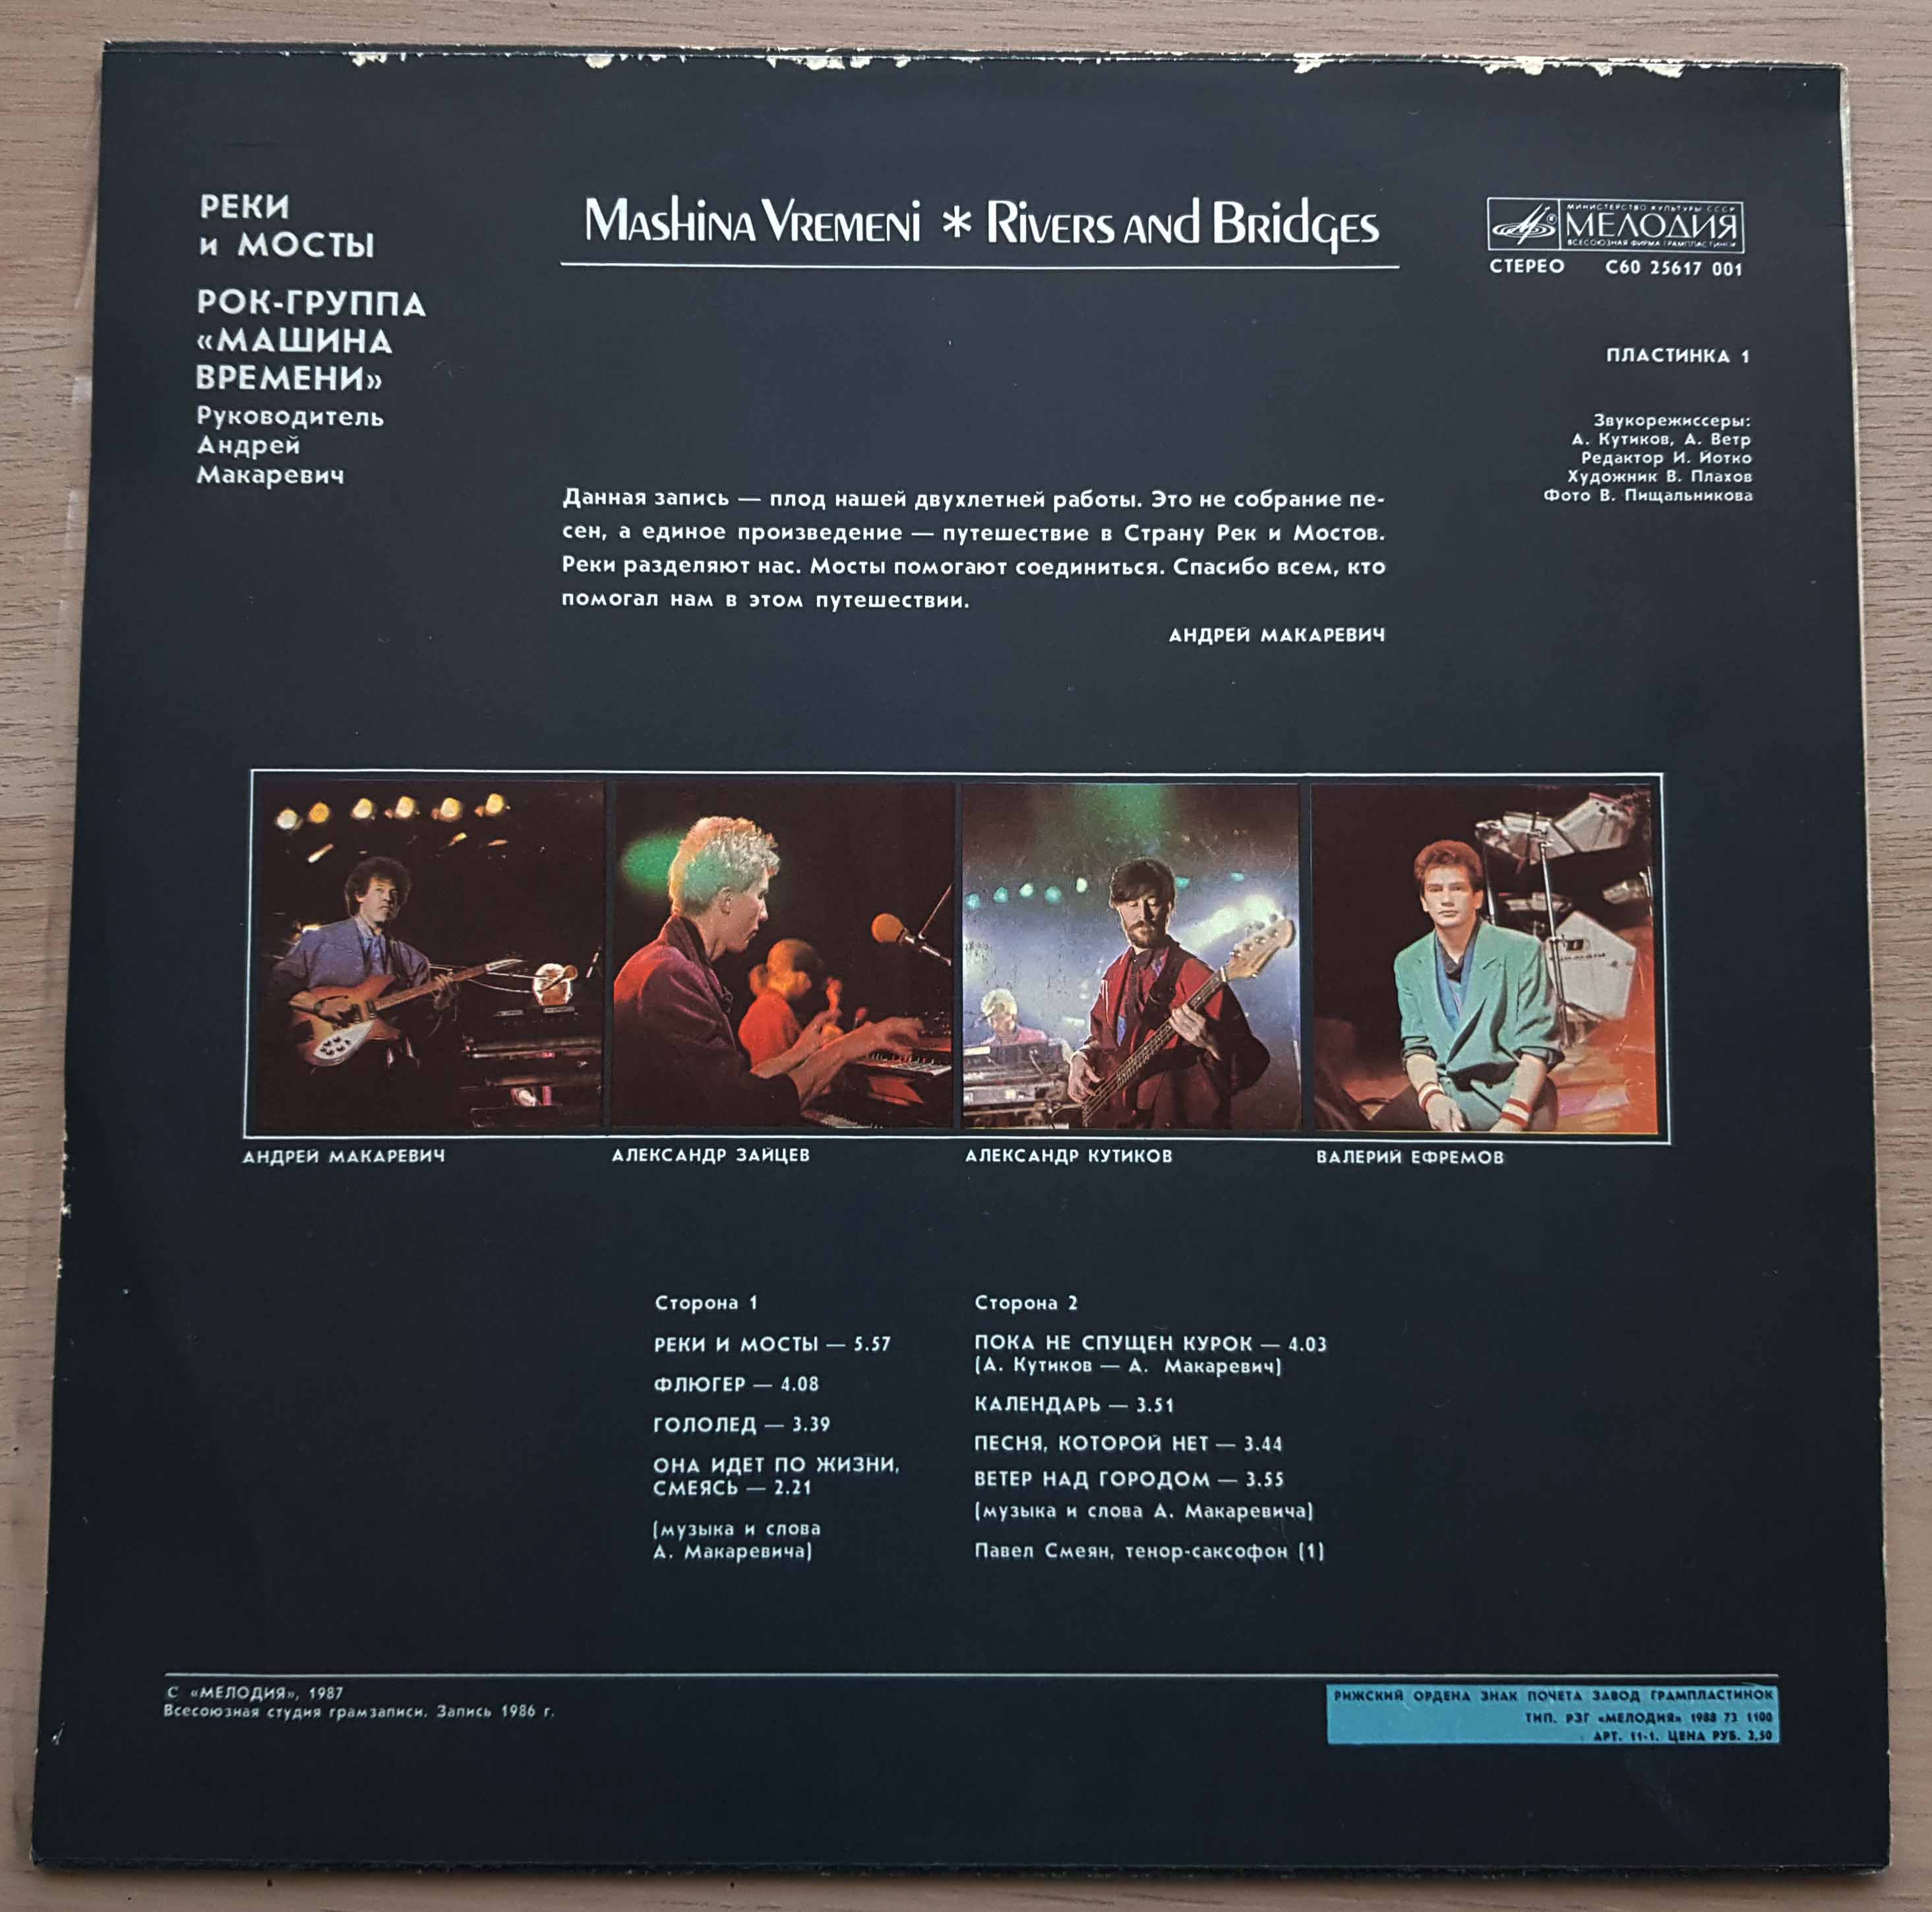 РЕКИ
и МОСТЫ
РОК-ГРУППА
«МАШИНА
ВРЕМЕНИ»
Руководитель
Андрей
Макаревич
Mashina Vremeni * Rivers and Bridges
МИНИСТЕРСТВО КУЛЬТУРЫ СССР
МЕЛОДИЯ
ВСЕСОЮЗНАЯ ФИРМА ГРАМПЛАСТИНОК
СТЕРЕО С60 25617 001
ПЛАСТИНКА 1
Звукорежиссеры:
А. Кутиков, А. Ветр
Редактор И. Йотко
Художник В. Плахов
Фото В. Пищальникова
Данная запись — плод нашей двухлетней работы. Это не собрание пе-
сен, а единое произведение — путешествие в Страну Рек и Мостов.
Реки разделяют нас. Мосты помогают соединиться. Спасибо всем, кто
помогал нам в этом путешествии.
АНДРЕЙ МАКАРЕВИЧ
АНДРЕЙ МАКАРЕВИЧ
АЛЕКСАНДР ЗАЙЦЕВ
АЛЕКСАНДР КУТИКОВ
ВАЛЕРИЙ ЕФРЕМОВ
Сторона 1
РЕКИ И МОСТЫ — 5.57
ФЛЮГЕР — 4.08
ГОЛОЛЕД — 3.39
ОНА ИДЕТ ПО ЖИЗНИ,
СМЕЯСЬ — 2.21
(музыка и слова
А. Макаревича)
Сторона 2
ПОКА НЕ СПУЩЕН КУРОК — 4.03
(А. Кутиков — А. Макаревич)
КАЛЕНДАРЬ — 3.51
ПЕСНЯ, КОТОРОЙ НЕТ — 3.44
ВЕТЕР НАД ГОРОДОМ — 3.55
(музыка и слова А. Макаревича)
Павел Смеян, тенор-саксофон (1)
С «МЕЛОДИЯ», 1987
Всесоюзная студия грамзаписи. Запись 1986 г.
РИЖСКИЙ ОРДЕНА ЗНАК ПОЧЕТА ЗАВОД ГРАМПЛАСТИНОК
ТИП. РЗГ «МЕЛОДИЯ» 1988 73 1100
АРТ. 11-1. ЦЕНА РУБ. 3,50